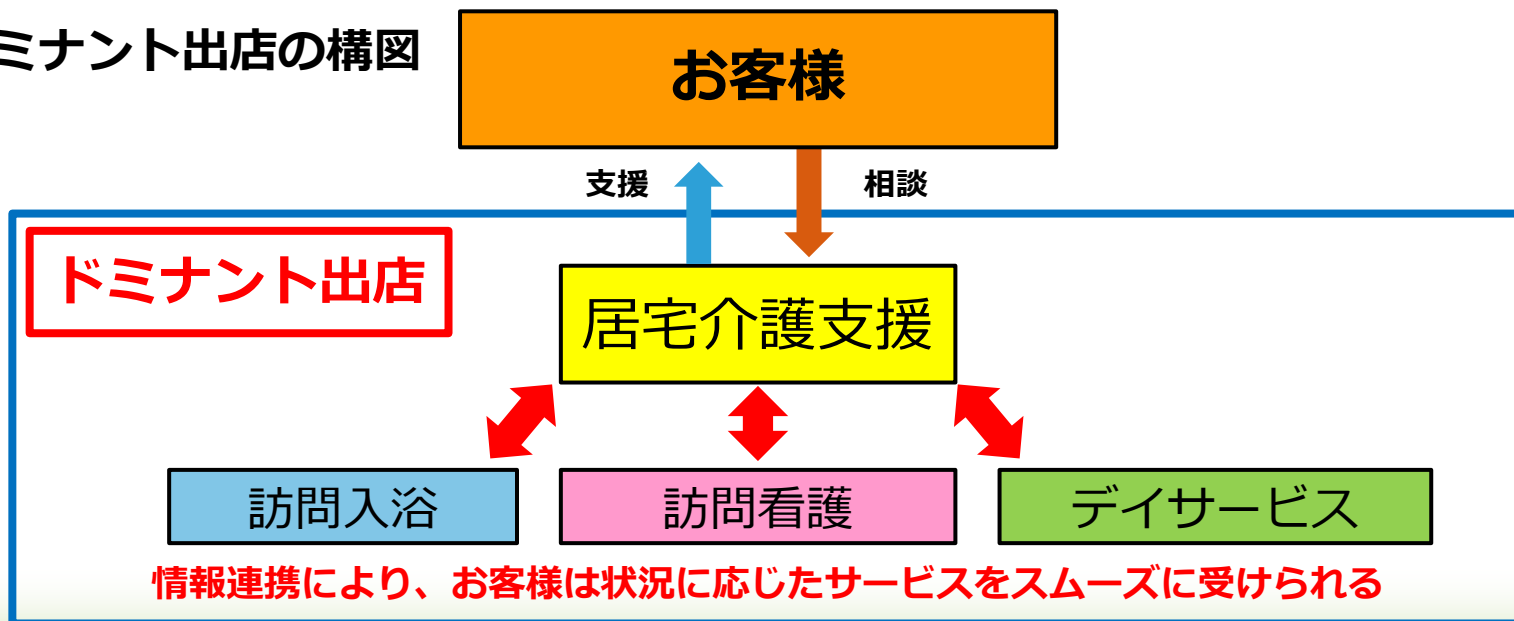 ミナント出店の構図
お客様
支援
相談
ドミナント出店
居宅介護支援
訪問入浴
訪問看護
デイサービス
情報連携により、お客様は状況に応じたサービスをスムーズに受けられる